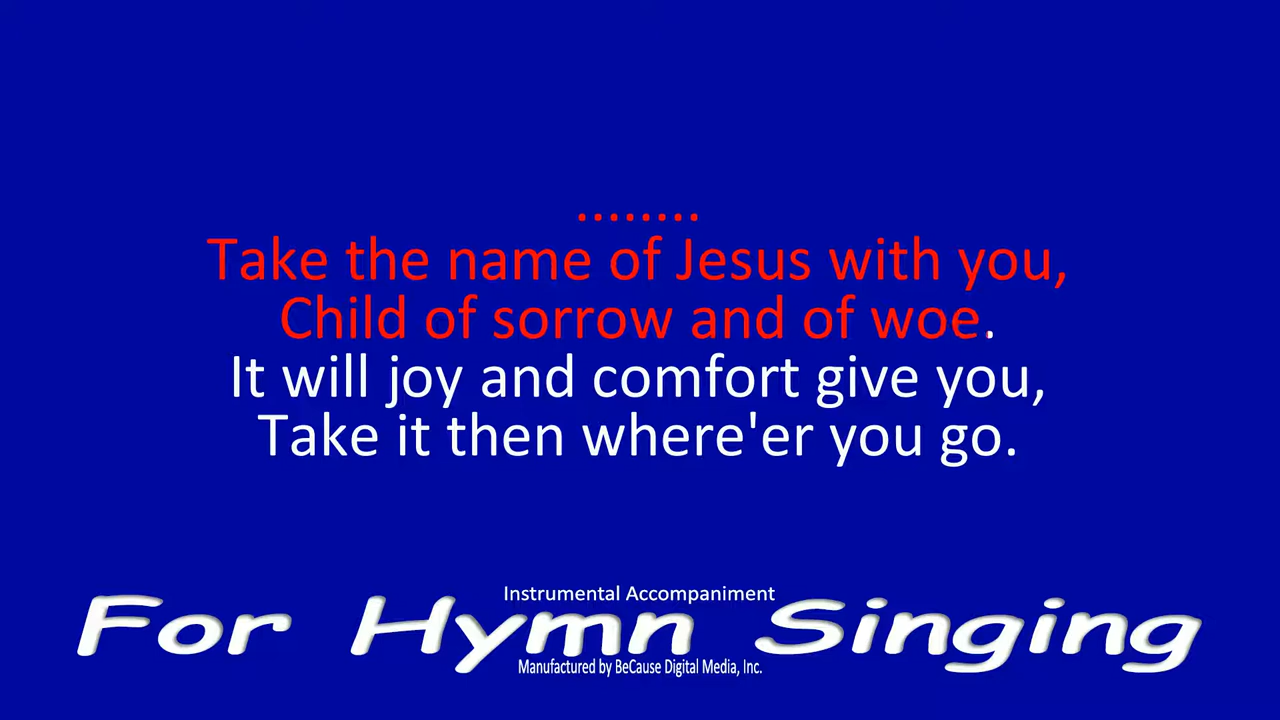 ........
Take the name of Jesus with you,
Child of sorrow and of woe.
It will joy and comfort give you,
Take it then where'er you go.
Instrumental Accompaniment
For Hymn Singing
Manufactured by BeCause Digital Media, Inc.